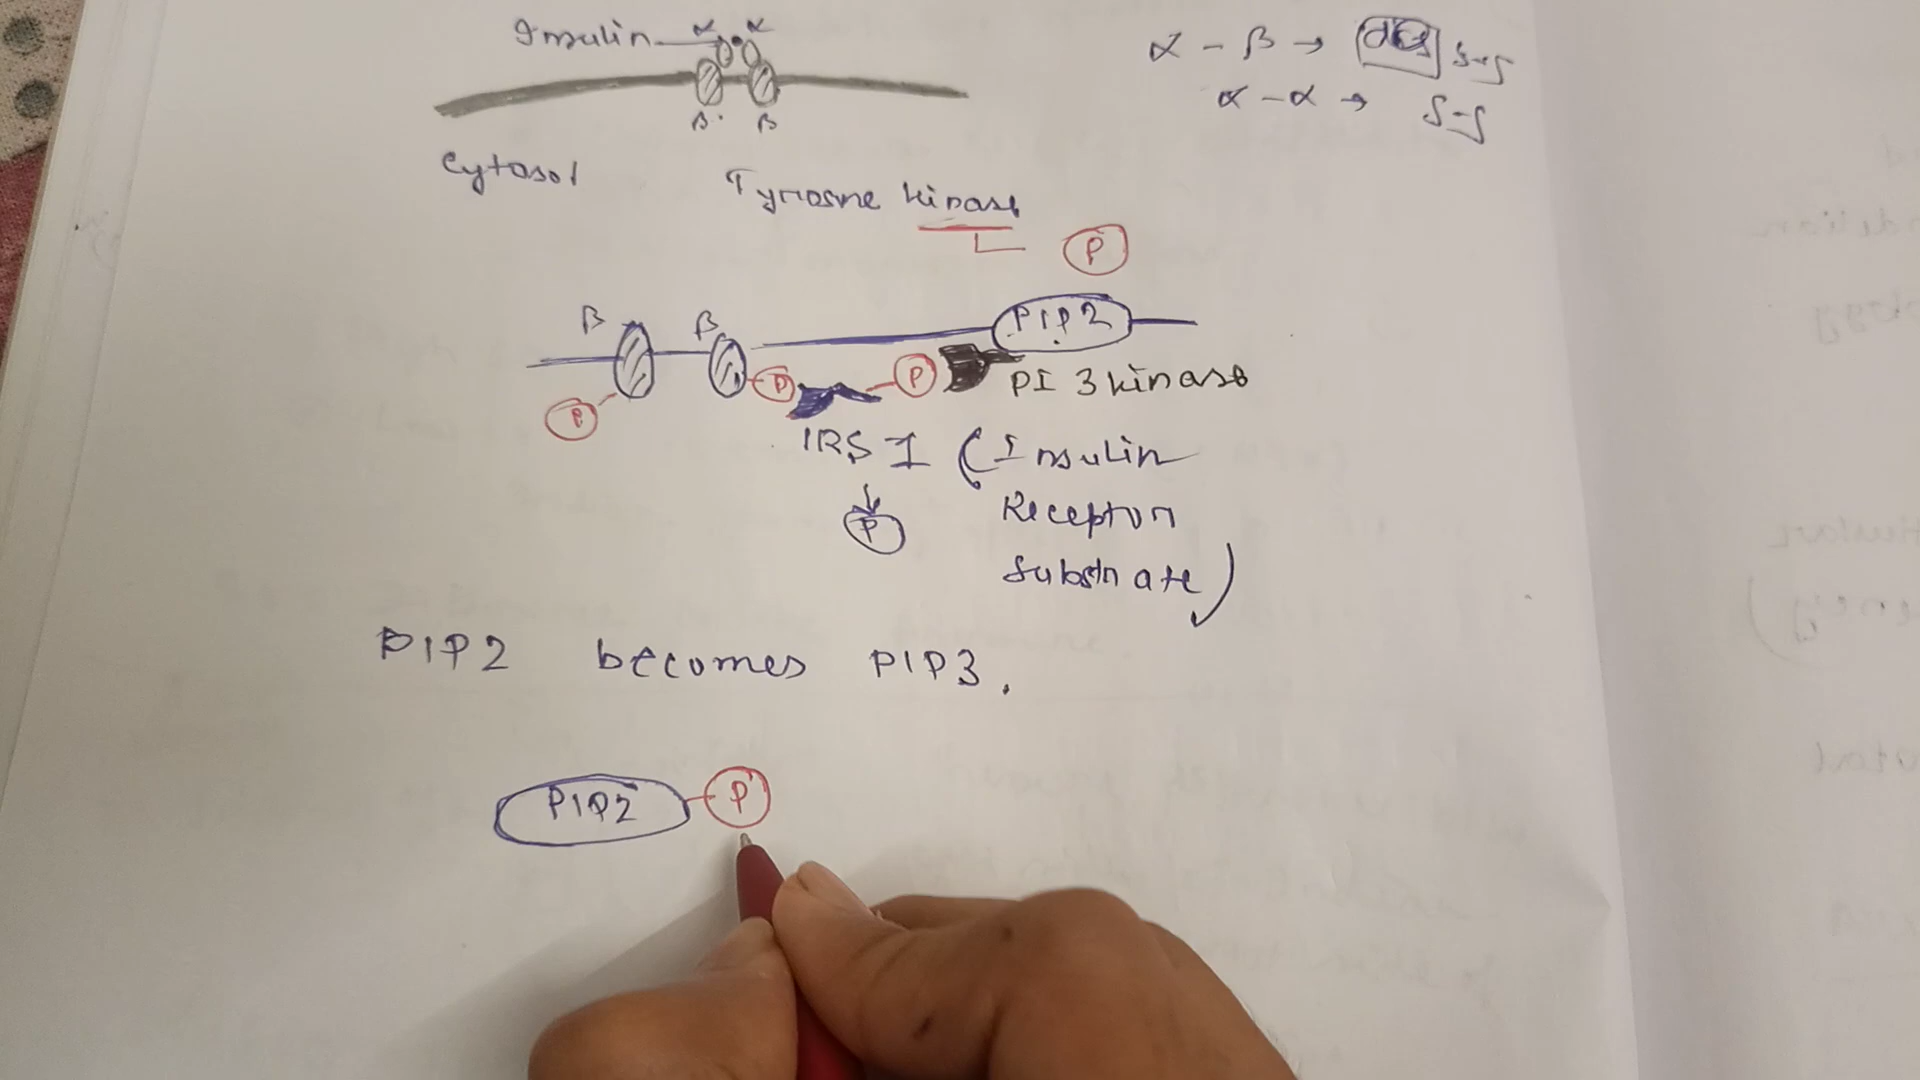 Insulin α α
α - β → S-S
α - α → S-S
β β
Cytosol
Tyrosine kinase
P
β β PIP2
P P P PI 3 kinase
IRS 1 (Insulin
Receptor
P
Substrate)
PIP2 becomes PIP3.
PIP2 P